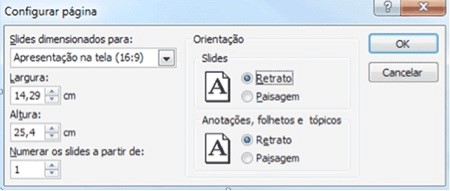 Configurar página
Slides dimensionados para:
Apresentação na tela (16:9)
Largura:
14,29 cm
Altura:
25,4 cm
Numerar os slides a partir de:
1
Orientação
Slides
A
Retrato
Paisagem
Anotações, folhetos e tópicos
A
Retrato
Paisagem
OK
Cancelar